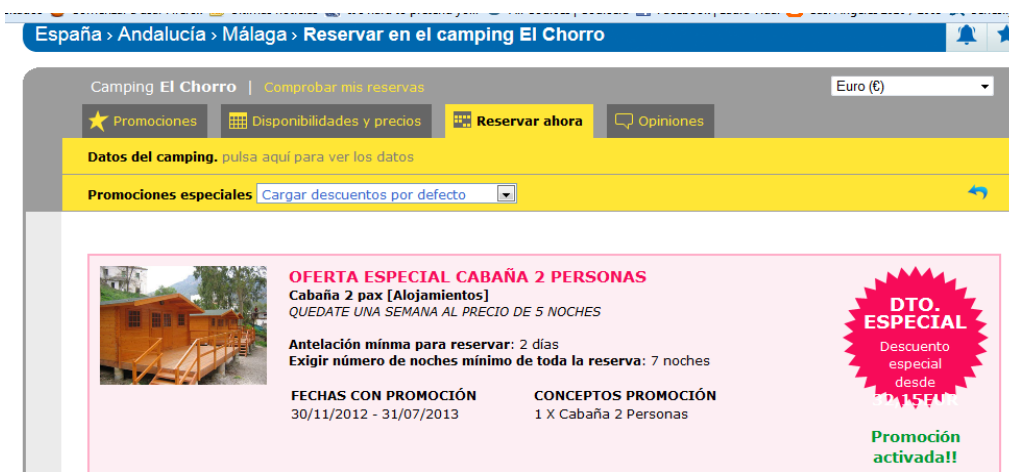 España › Andalucía › Málaga › Reservar en el camping El Chorro
Camping El Chorro | Comprobar mis reservas
Euro (€)
Promociones
Disponibilidades y precios
Reservar ahora
Opiniones
Datos del camping. pulsa aquí para ver los datos
Promociones especiales Cargar descuentos por defecto
OFERTA ESPECIAL CABAÑA 2 PERSONAS
Cabaña 2 pax [Alojamientos]
QUEDATE UNA SEMANA AL PRECIO DE 5 NOCHES
Antelación mínma para reservar: 2 días
Exigir número de noches mínimo de toda la reserva: 7 noches
FECHAS CON PROMOCIÓN
30/11/2012 - 31/07/2013
CONCEPTOS PROMOCIÓN
1 X Cabaña 2 Personas
DTO.
ESPECIAL
Descuento
especial
desde
Promoción
activada!!